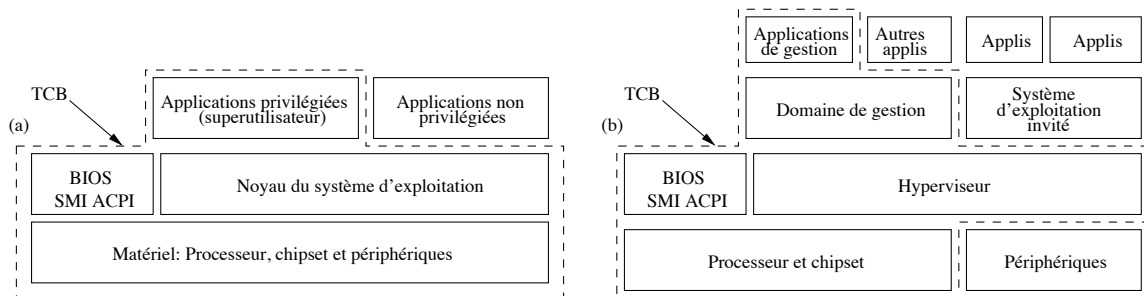 TCB
(a)
Applications privilégiées
(superutilisateur)
Applications non
privilégiées
BIOS
SMI ACPI
Noyau du système d'exploitation
Matériel: Processeur, chipset et périphériques
Applications
de gestion
Autres
applis
Applis
Applis
TCB
(b)
Domaine de gestion
Système
d'exploitation
invité
BIOS
SMI ACPI
Hyperviseur
Processeur et chipset
Périphériques